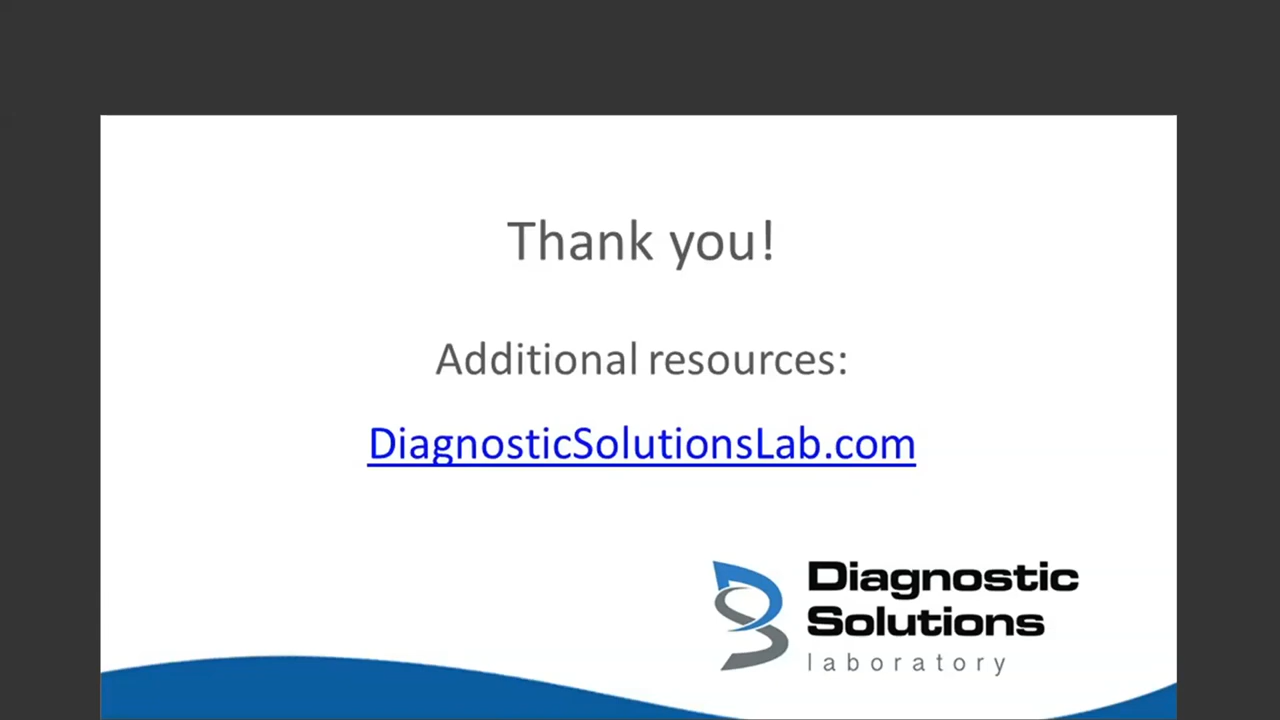 Thank you!
Additional resources:
DiagnosticSolutionsLab.com
Diagnostic
Solutions
laboratory